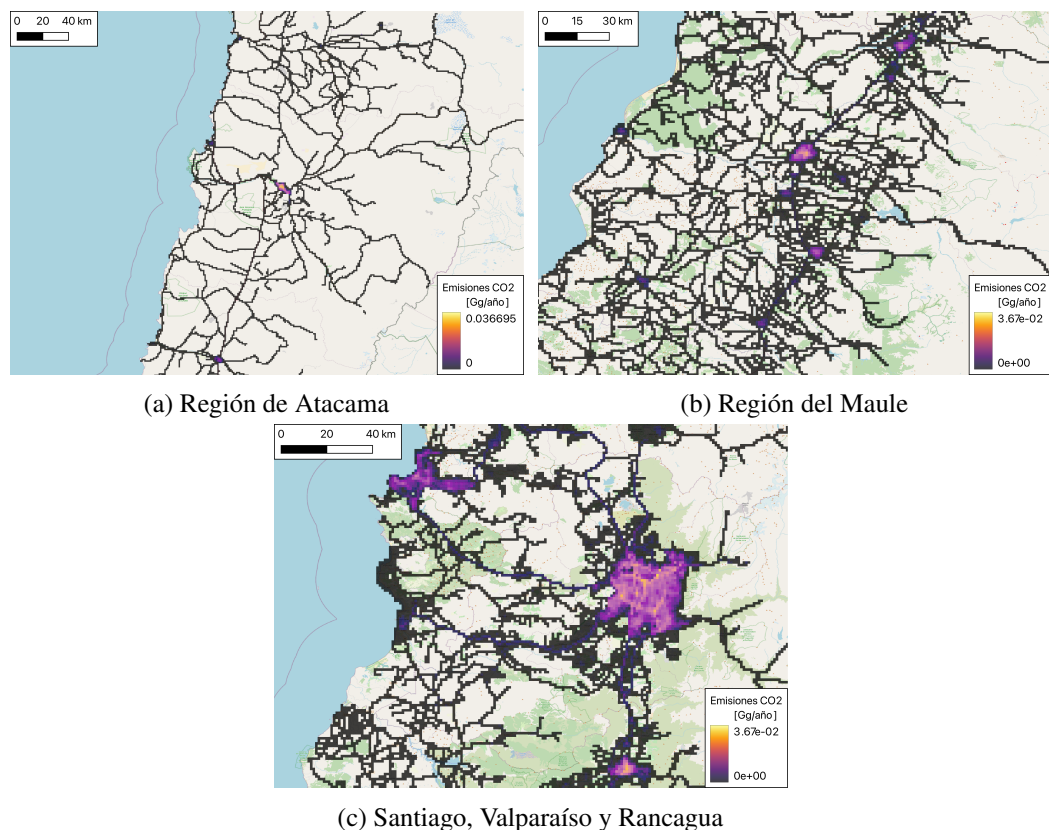 0 20 40 km
Emisiones CO2
[Gg/año]
0.036695
0
(a) Región de Atacama
0 15 30 km
Emisiones CO2
[Gg/año]
3.67e-02
0e+00
(b) Región del Maule
0 20 40 km
Emisiones CO2
[Gg/año]
3.67e-02
0e+00
(c) Santiago, Valparaíso y Rancagua